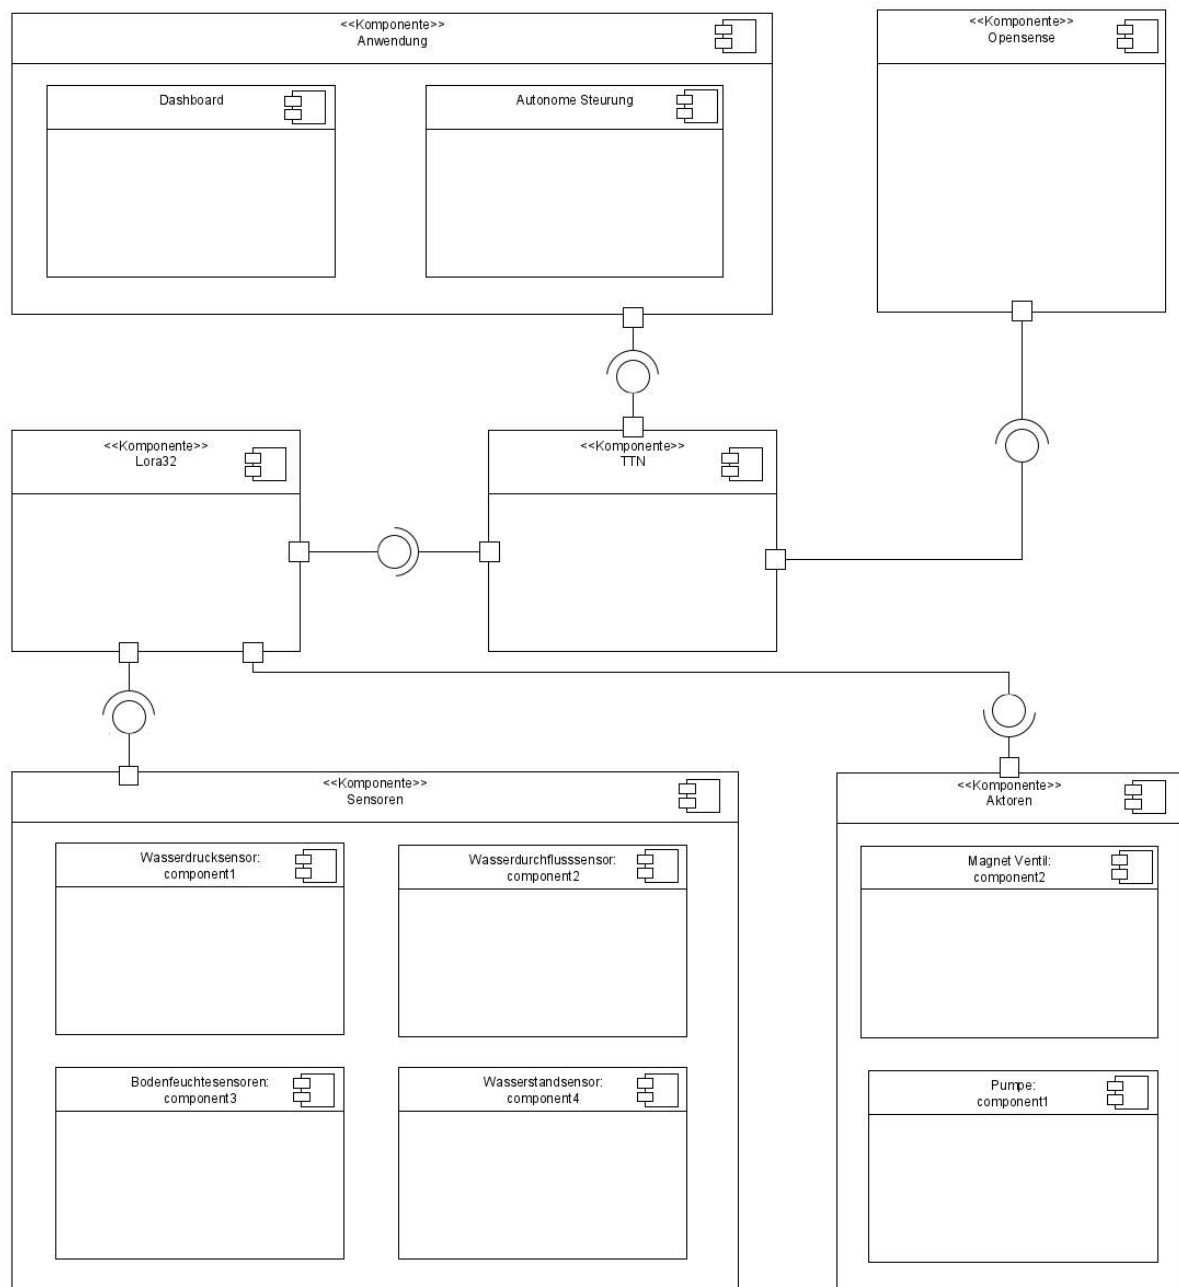 <<Komponente>>
Anwendung
<<Komponente>>
Opensense
Dashboard
Autonome Steurung
<<Komponente>>
Lora32
<<Komponente>>
TTN
<<Komponente>>
Sensoren
<<Komponente>>
Aktoren
Wasserdrucksensor:
component1
Wasserdurchflusssensor:
component2
Magnet Ventil:
component2
Bodenfeuchtesensoren:
component3
Wasserstandsensor:
component4
Pumpe:
component1